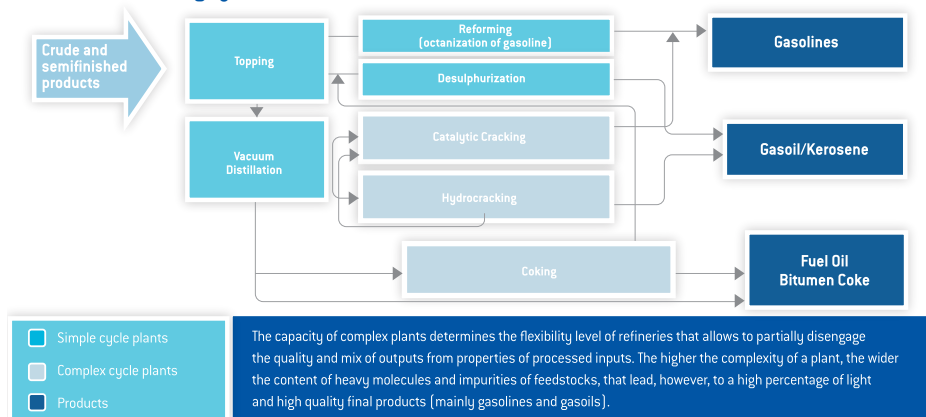 Crude and
semifinished
products
Topping
Reforming
(octanization of gasoline)
Desulphurization
Gasolines
Vacuum
Distillation
Catalytic Cracking
Hydrocracking
Gasoil/Kerosene
Coking
Fuel Oil
Bitumen Coke
Simple cycle plants
Complex cycle plants
Products
The capacity of complex plants determines the flexibility level of refineries that allows to partially disengage
the quality and mix of outputs from properties of processed inputs. The higher the complexity of a plant, the wider
the content of heavy molecules and impurities of feedstocks, that lead, however, to a high percentage of light
and high quality final products (mainly gasolines and gasoils).